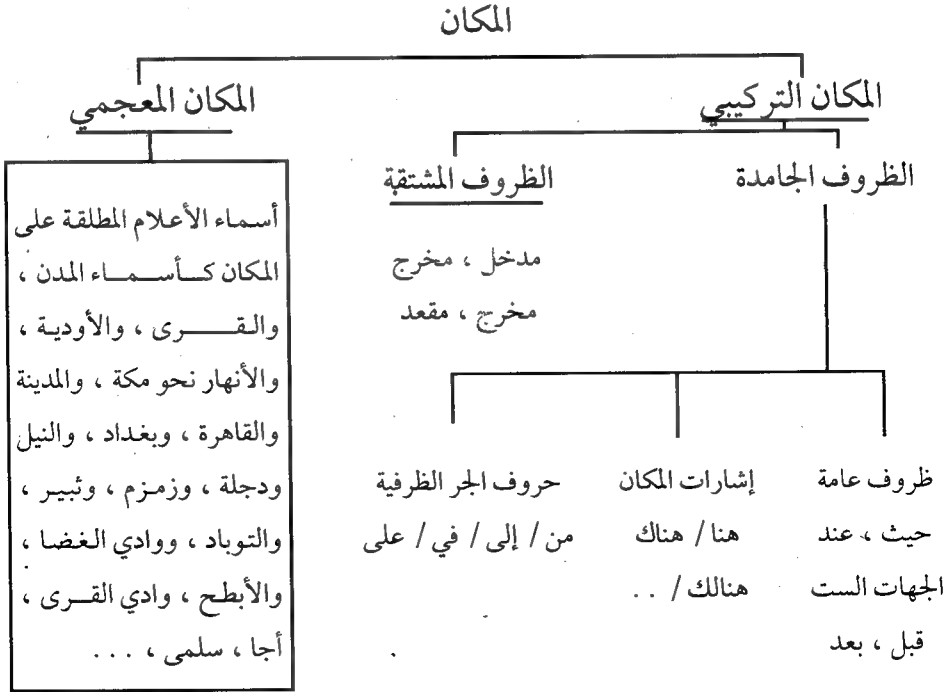 المكان
المكان التركيبي
المكان المعجمي
الظروف الجامدة
الظروف المشتقة
مدخل ، مخرج
مخرج ، مقعد
ظروف عامة
حيث ، عند
الجهات الست
قبل ، بعد
إشارات المكان
هنا / هناك
هنالك / . .
حروف الجر الظرفية
من / إلى / في / على
أسماء الأعلام المطلقة على
المكان كأسماء المدن ،
والقرى ، والأودية ،
والأنهار نحو مكة ، والمدينة
والقاهرة ، وبغداد ، والنيل
ودجلة ، وزمزم ، وثبير ،
والتوباد ، ووادي الغضا ،
والأبطح ، وادي القرى ،
أجا ، سلمى ، . . .